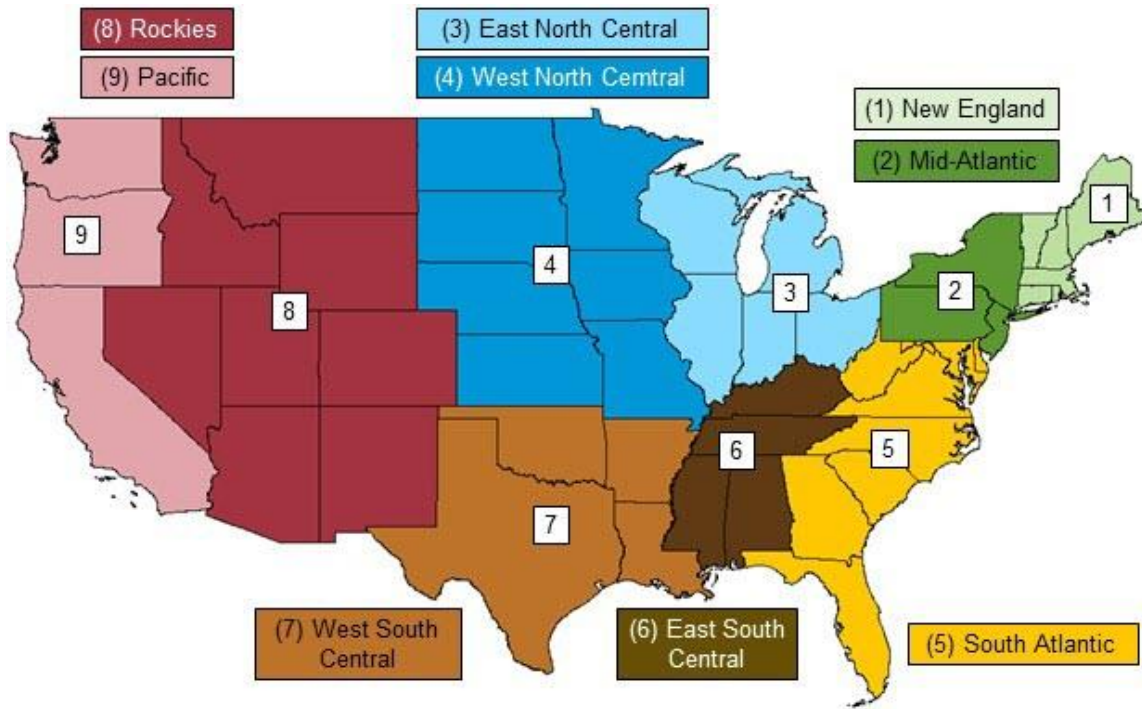 (8) Rockies
(3) East North Central
(9) Pacific
(4) West North Cemtral
(1) New England
(2) Mid-Atlantic
1
9
4
8
3
2
6
5
7
(7) West South
Central
(6) East South
Central
(5) South Atlantic